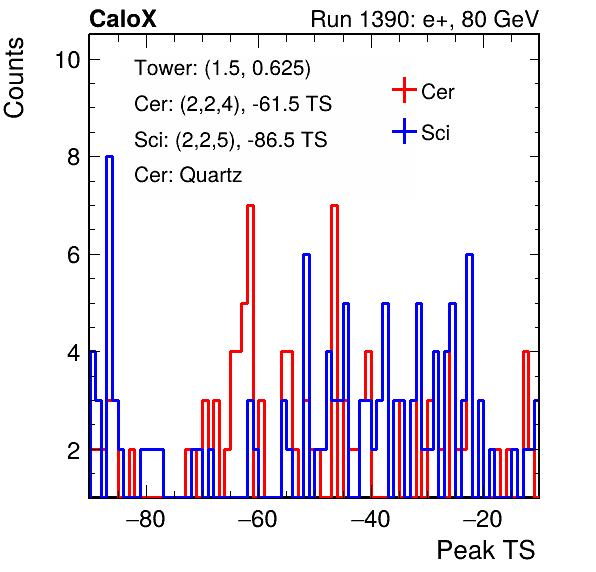 CaloX Run 1390: e+, 80 GeV
Counts
Tower: (1.5, 0.625)
Cer: (2,2,4), -61.5 TS
Sci: (2,2,5), -86.5 TS
Cer: Quartz
Cer
Sci
10
8
6
4
2
−80 −60 −40 −20
Peak TS